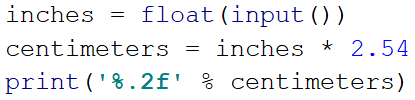 inches = float(input())
centimeters = inches * 2.54
print('%.2f' % centimeters)